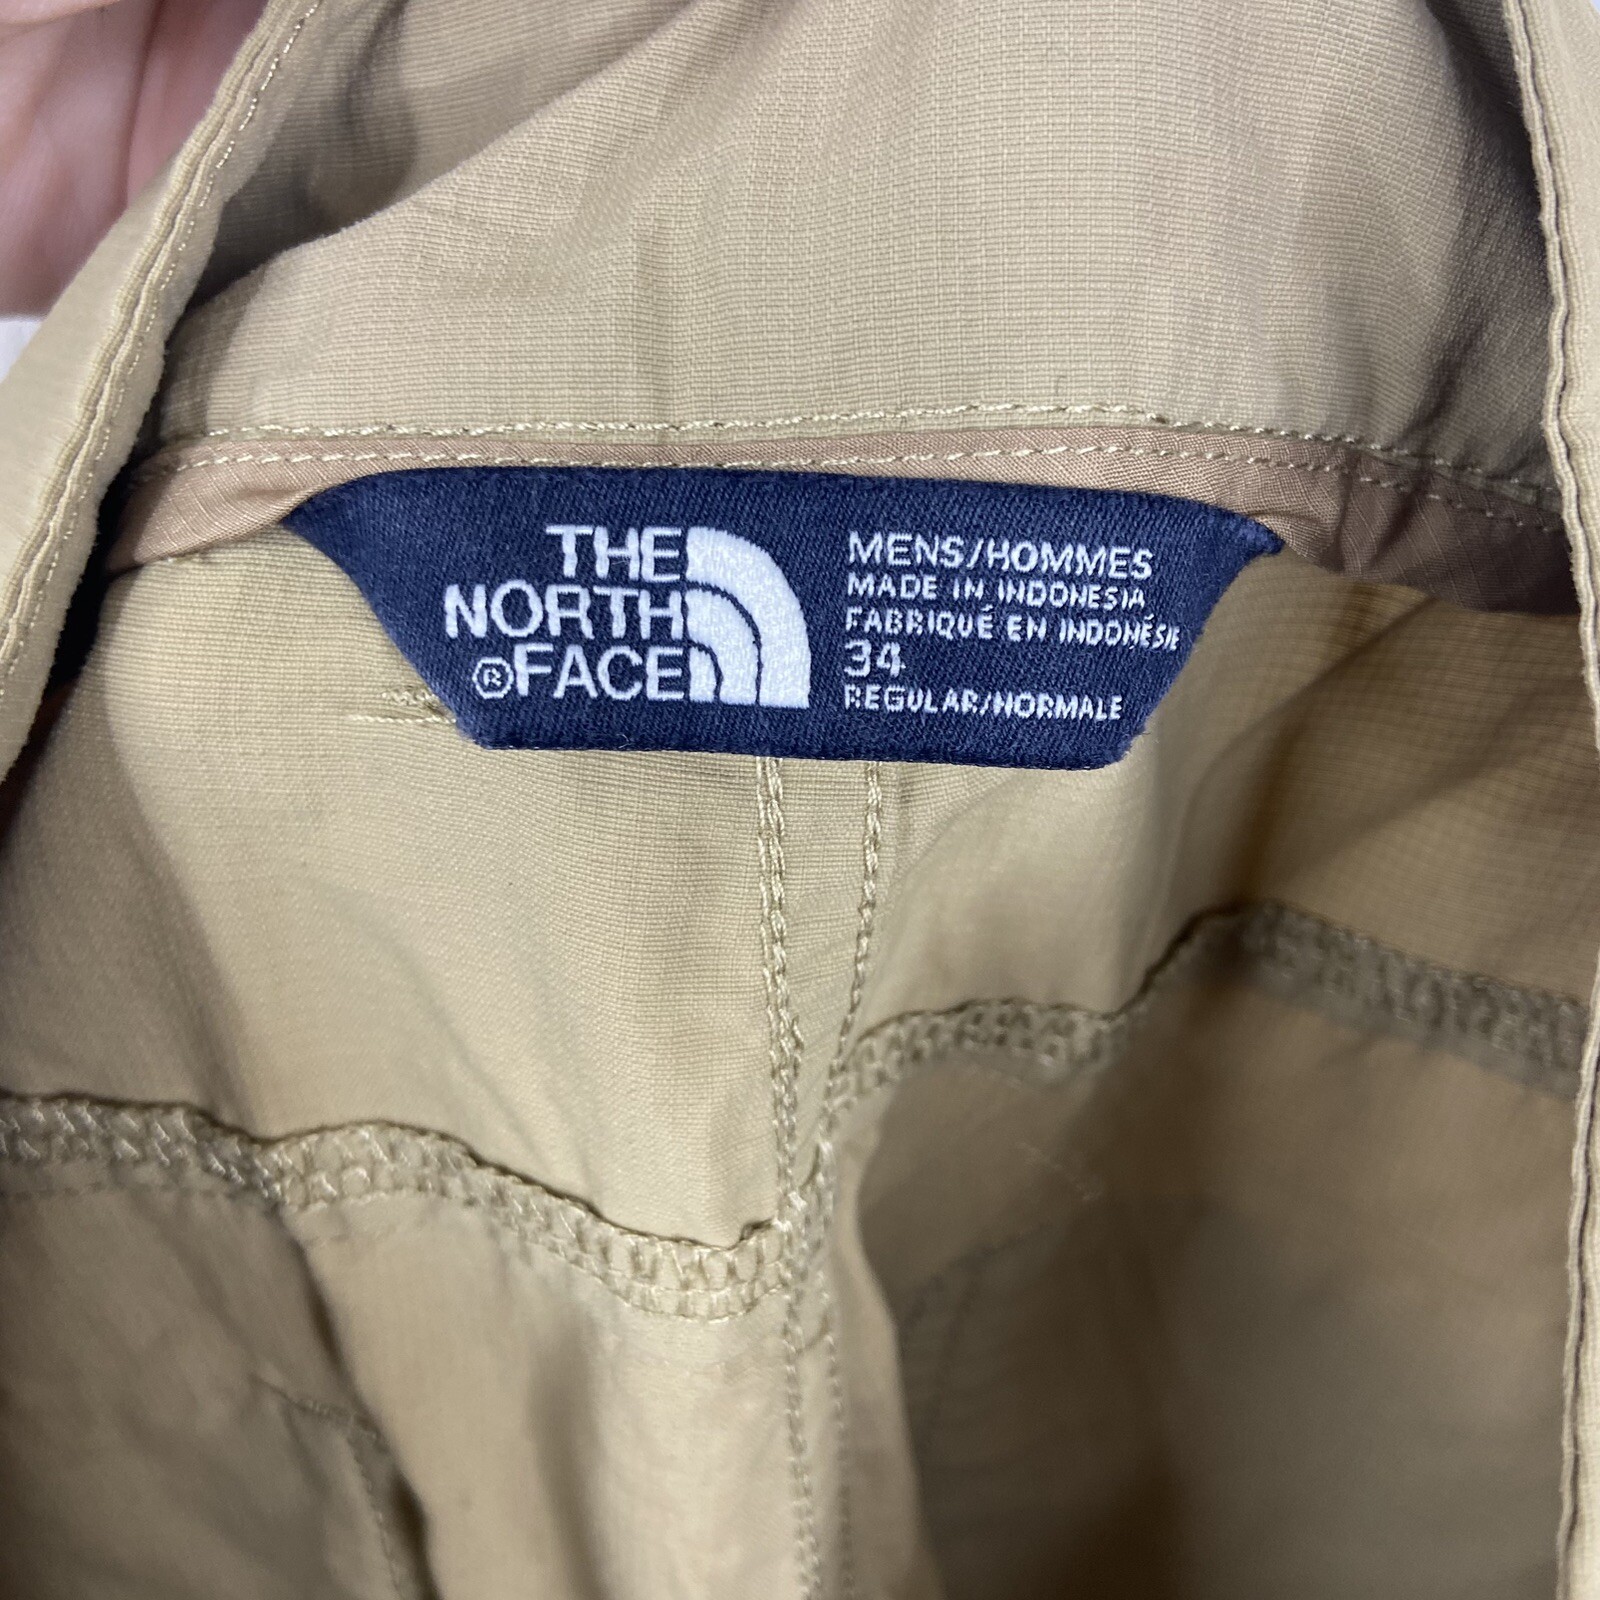 THE
NORTH
®FACE
MENS/HOMMES
MADE IN INDONESIA
FABRIQUÉ EN INDONÉSIE
34
REGULAR/NORMALE